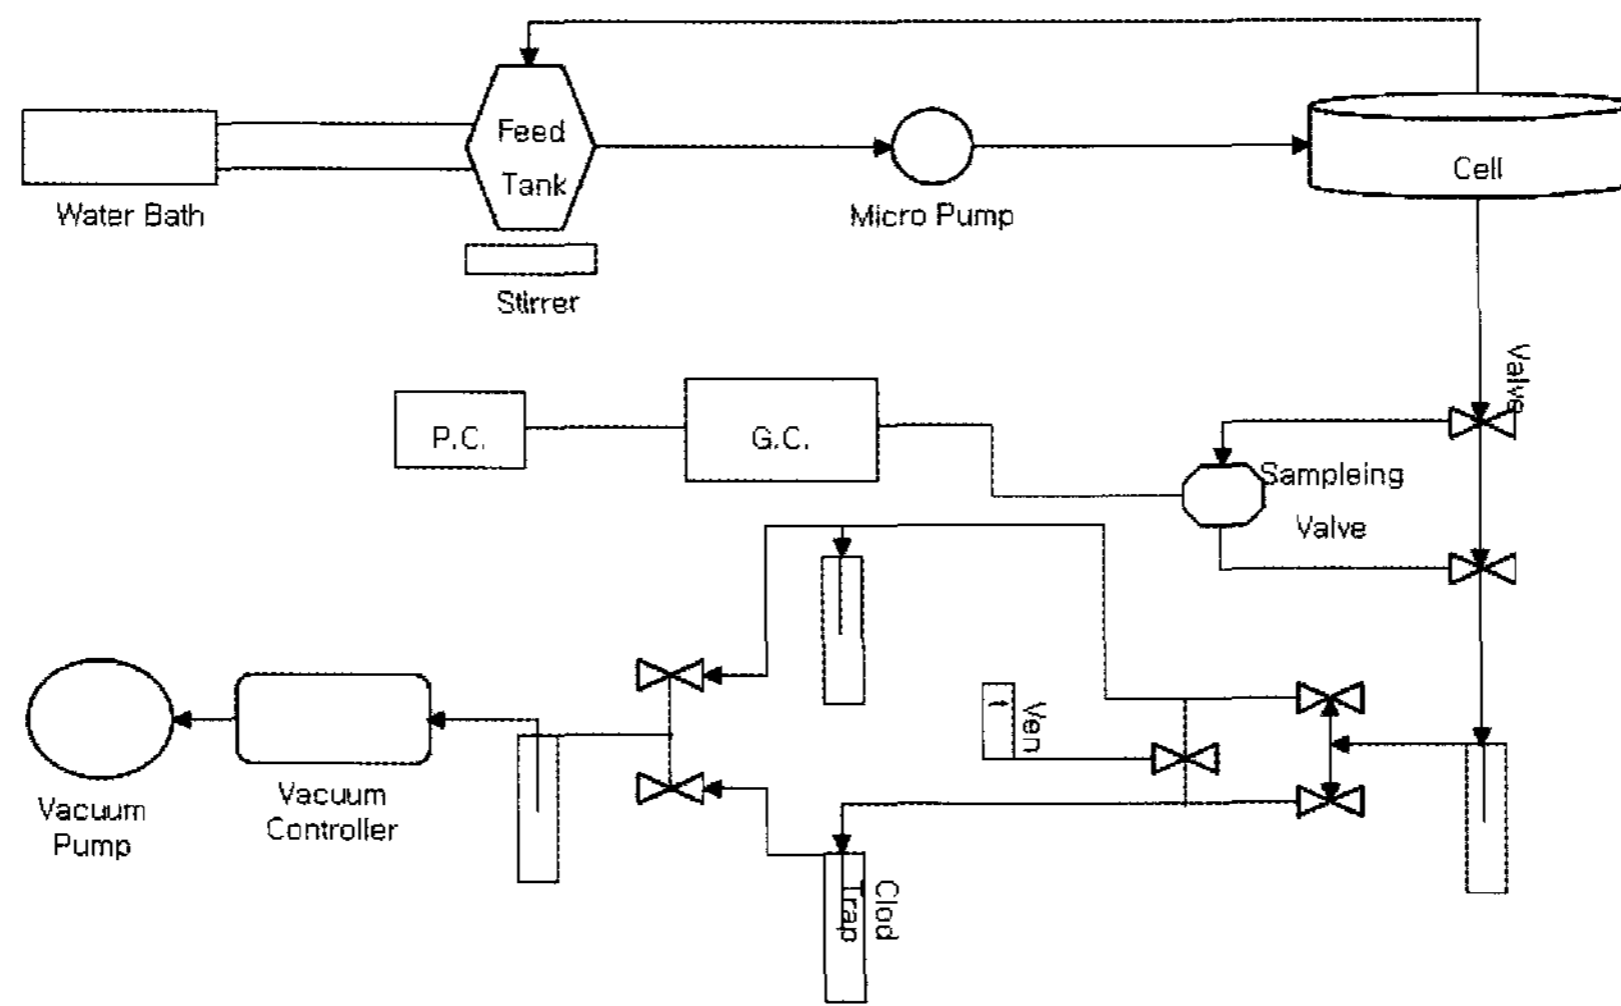 Feed
Tank
Cell
Water Bath
Micro Pump
Stirrer
Valve
P.C.
G.C.
Sampleing
Valve
Ven
t
Vacuum
Pump
Vacuum
Controller
Clod
Trap